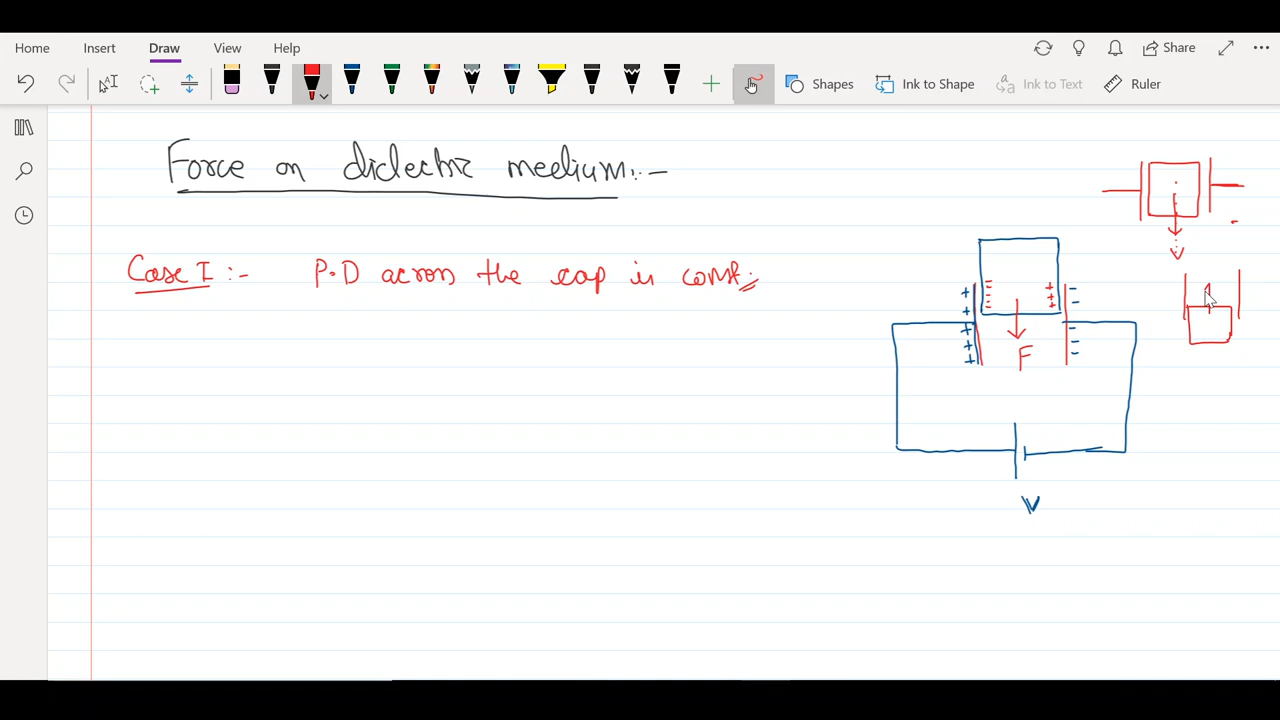 Home Insert Draw View Help Share
Shapes Ink to Shape Ink to Text Ruler
Force on dielectric medium:-
Case I :- P.D across the cap is const.
F
V